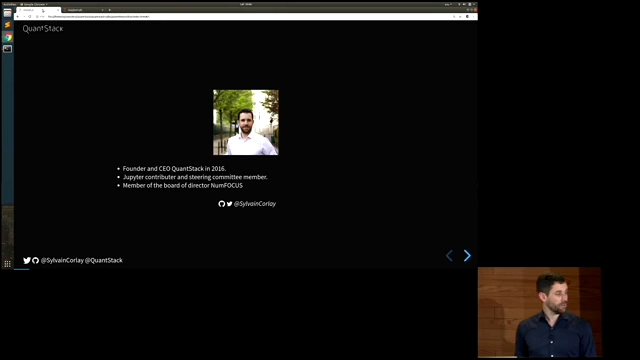 QuantStack
Founder and CEO QuantStack in 2016.
Jupyter contributer and steering committee member.
Member of the board of director NumFOCUS
@SylvainCorlay
@SylvainCorlay @QuantStack